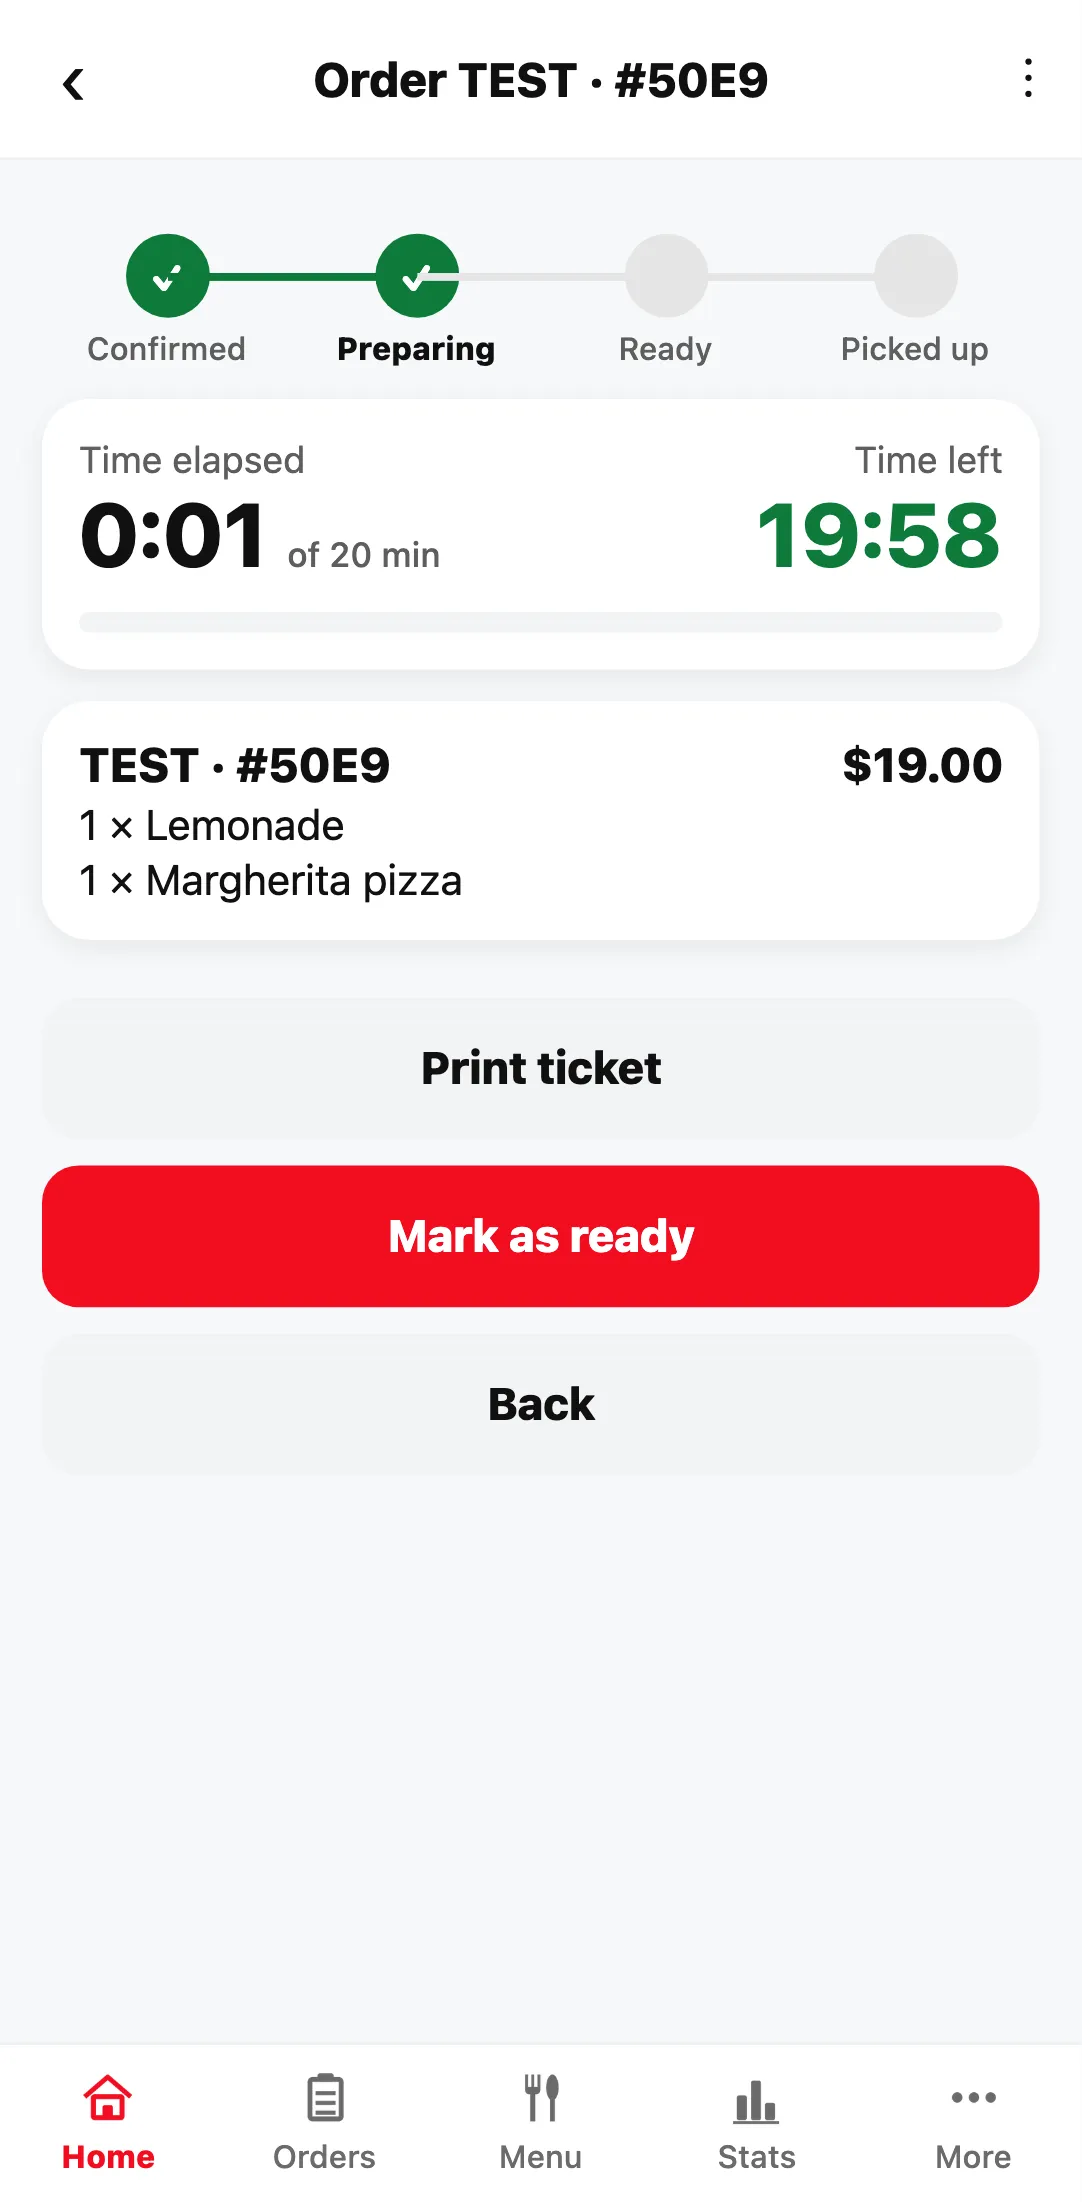 Order TEST · #50E9
Confirmed
Preparing
Ready
Picked up
Time elapsed
Time left
0:01 of 20 min
19:58
TEST · #50E9
$19.00
1 × Lemonade
1 × Margherita pizza
Print ticket
Mark as ready
Back
Home
Orders
Menu
Stats
More